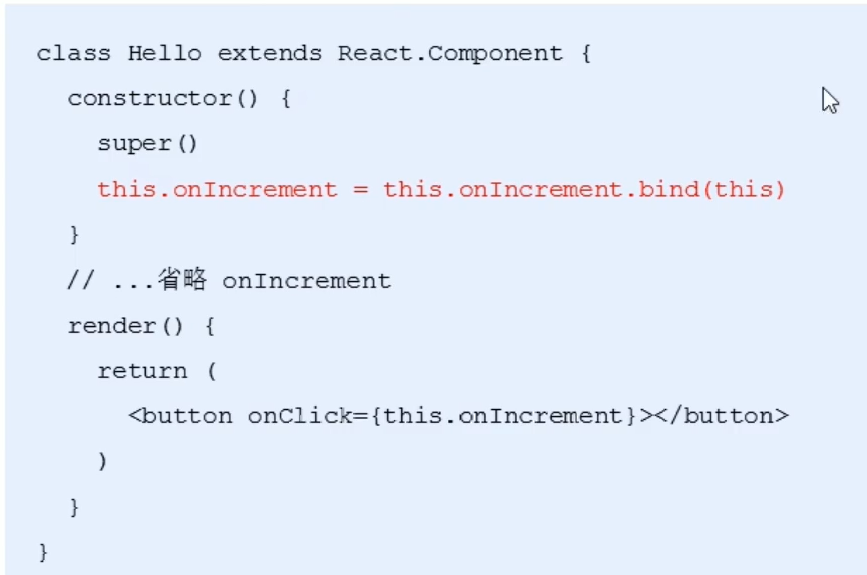 class Hello extends React.Component {
constructor() {
super()
this.onIncrement = this.onIncrement.bind(this)
}
// ...省略 onIncrement
render() {
return (
<button onClick={this.onIncrement}></button>
)
}
}